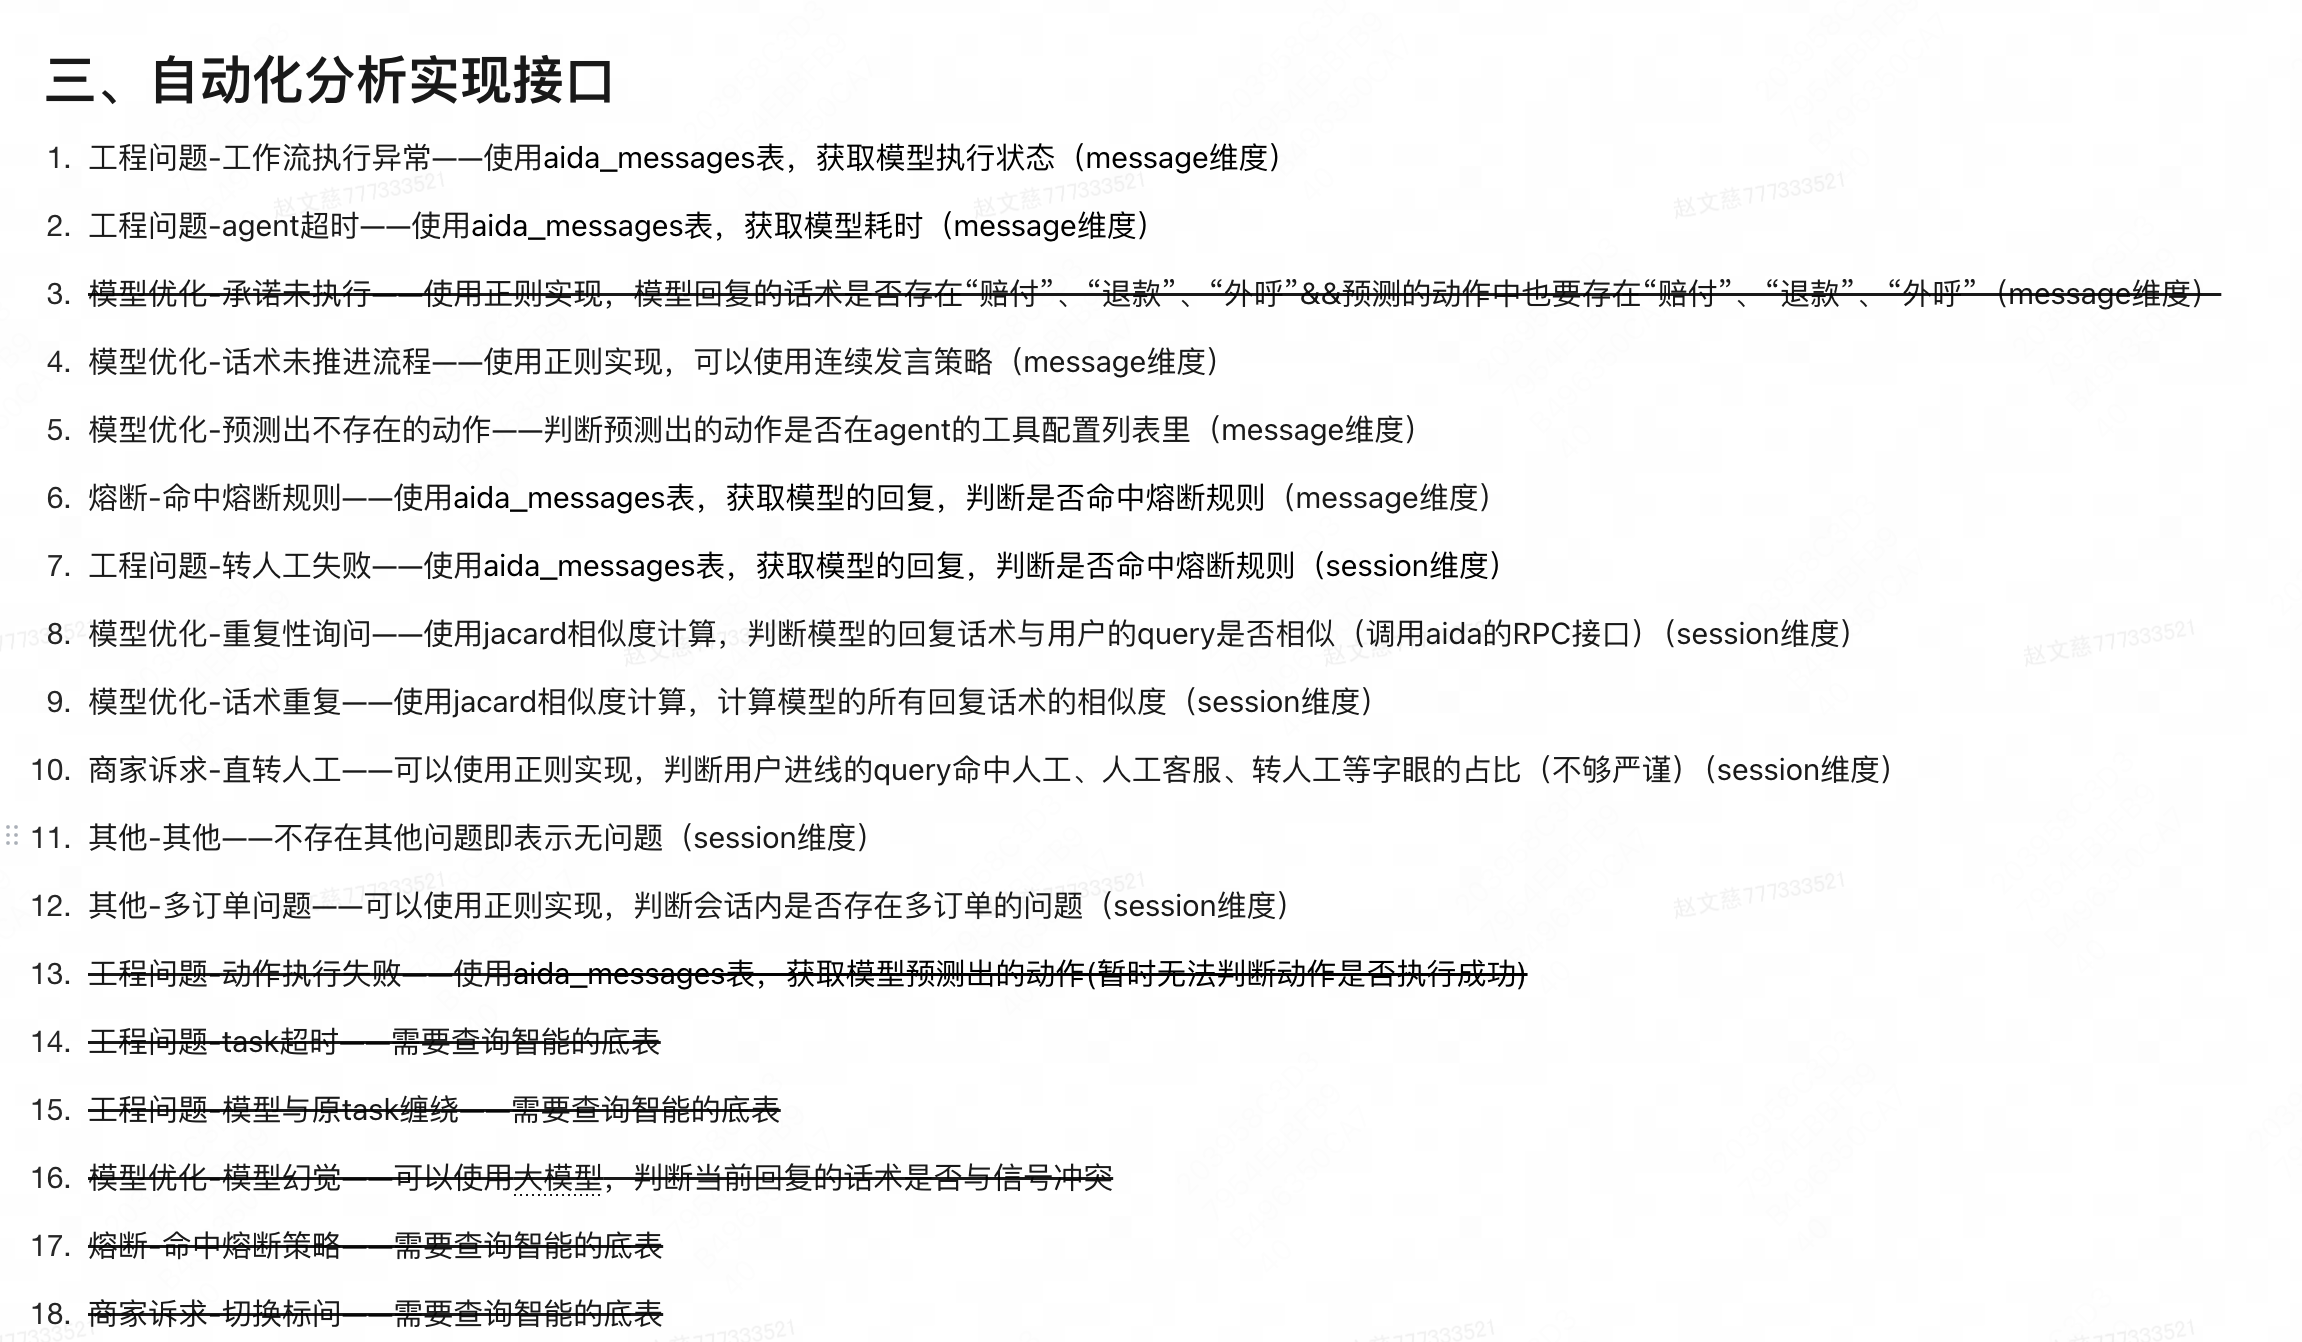 三、自动化分析实现接口
1. 工程问题-工作流执行异常——使用aida_messages表，获取模型执行状态（message维度）
2. 工程问题-agent超时——使用aida_messages表，获取模型耗时（message维度）
3. 模型优化-承诺未执行——使用正则实现，模型回复的话术是否存在“赔付”、“退款”、“外呼”&&预测的动作中也要存在“赔付”、“退款”、“外呼”（message维度）
4. 模型优化-话术未推进流程——使用正则实现，可以使用连续发言策略（message维度）
5. 模型优化-预测出不存在的动作——判断预测出的动作是否在agent的工具配置列表里（message维度）
6. 熔断-命中熔断规则——使用aida_messages表，获取模型的回复，判断是否命中熔断规则（message维度）
7. 工程问题-转人工失败——使用aida_messages表，获取模型的回复，判断是否命中熔断规则（session维度）
8. 模型优化-重复性询问——使用jacard相似度计算，判断模型的回复话术与用户的query是否相似（调用aida的RPC接口）（session维度）
9. 模型优化-话术重复——使用jacard相似度计算，计算模型的所有回复话术的相似度（session维度）
10. 商家诉求-直转人工——可以使用正则实现，判断用户进线的query命中人工、人工客服、转人工等字眼的占比（不够严谨）（session维度）
11. 其他-其他——不存在其他问题即表示无问题（session维度）
12. 其他-多订单问题——可以使用正则实现，判断会话内是否存在多订单的问题（session维度）
13. 工程问题-动作执行失败——使用aida_messages表，获取模型预测出的动作(暂时无法判断动作是否执行成功)
14. 工程问题-task超时——需要查询智能的底表
15. 工程问题-模型与原task缠绕——需要查询智能的底表
16. 模型优化-模型幻觉——可以使用大模型，判断当前回复的话术是否与信号冲突
17. 熔断-命中熔断策略——需要查询智能的底表
18. 商家诉求-切换标问——需要查询智能的底表
赵文慈777333521